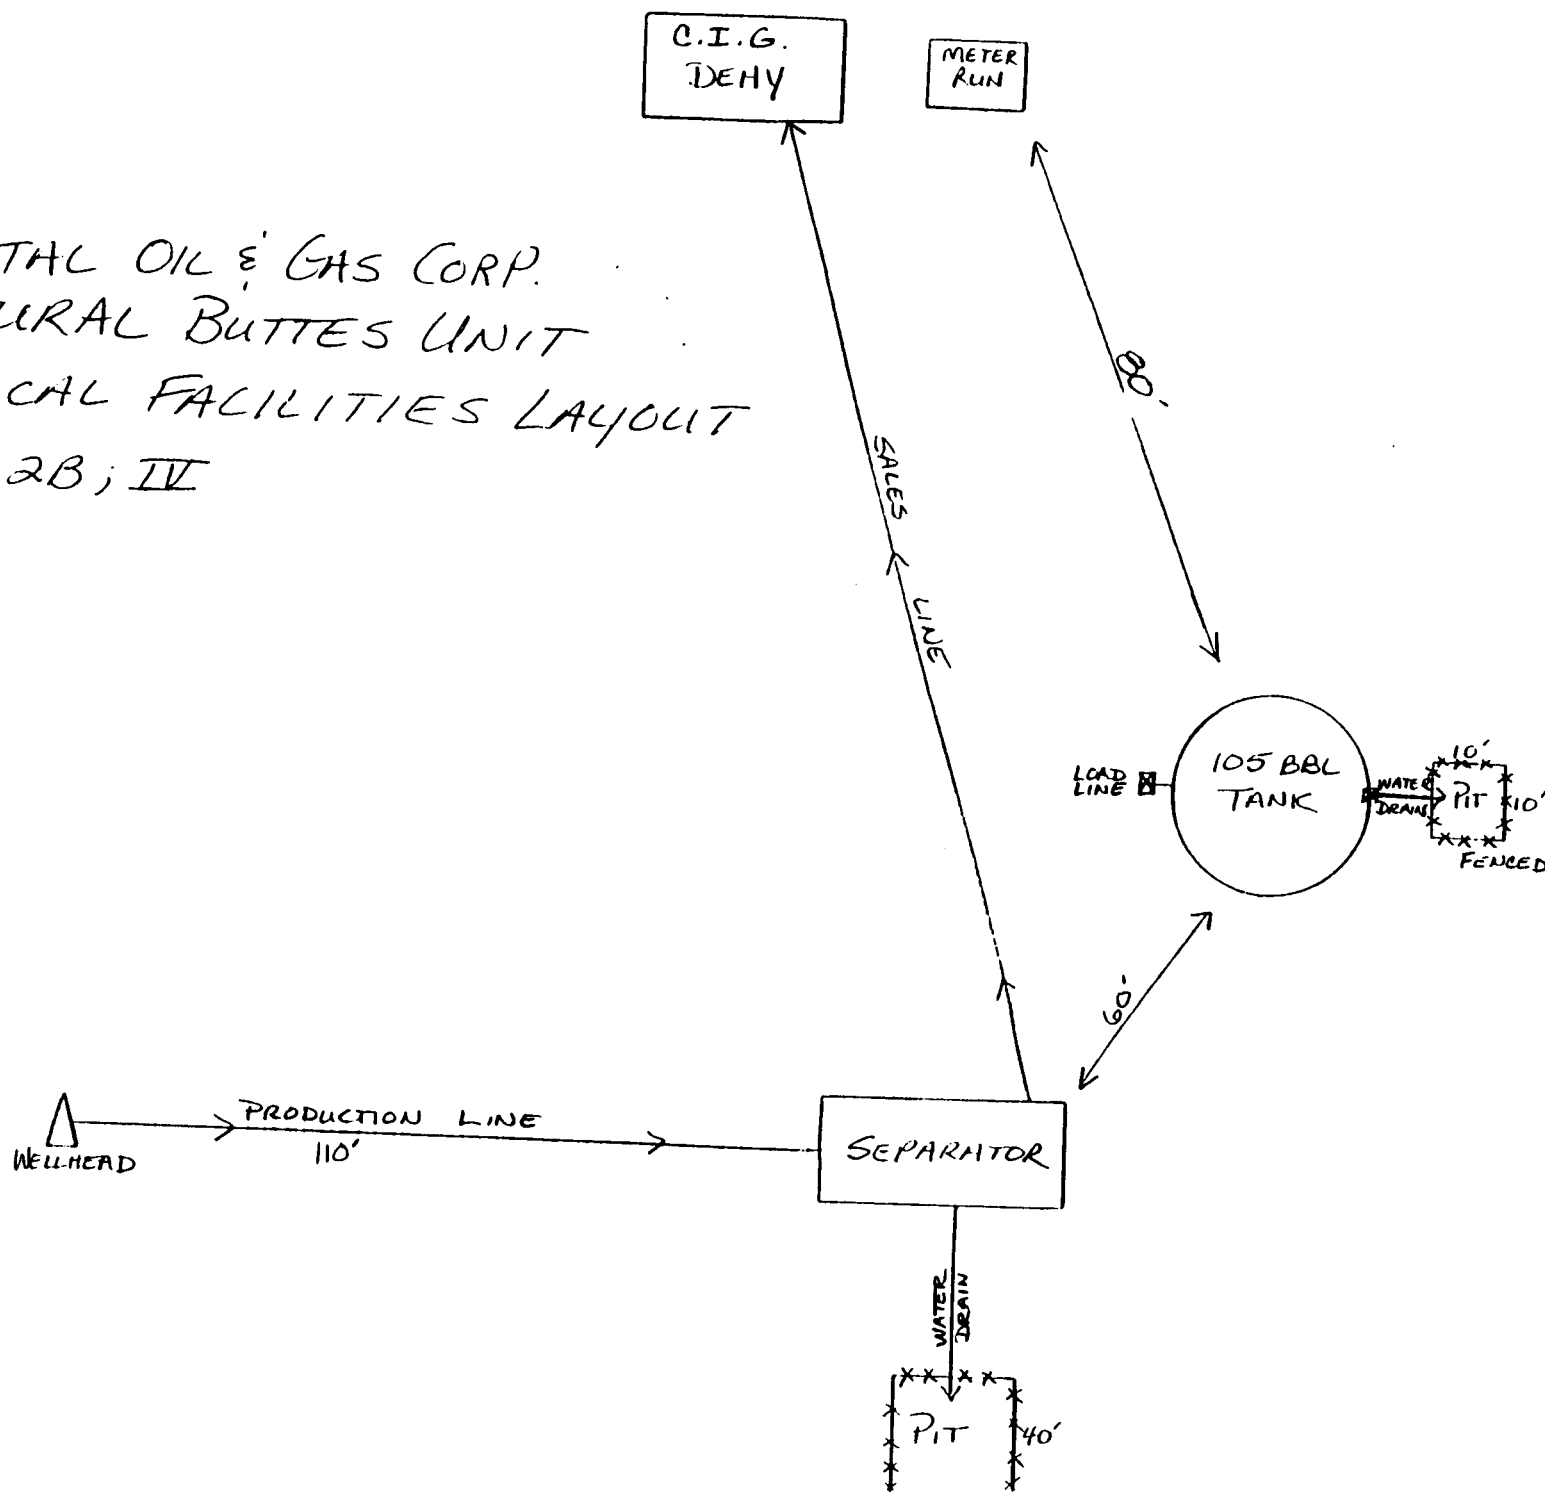 C.I.G.
DEHY
METER
RUN
TAL OIL & GAS CORP.
URAL BUTTES UNIT
CAL FACILITIES LAYOUT
2B; IV
80'
SALES
LINE
LOAD
LINE
105 BBL
TANK
WATER
DRAIN
10'
PIT
10'
FENCED
60'
PRODUCTION LINE
110'
WELLHEAD
SEPARATOR
WATER
DRAIN
PIT
40'